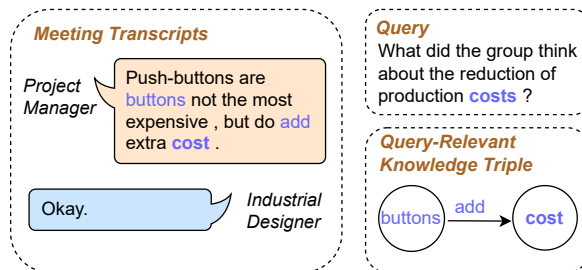 Meeting Transcripts
Project
Manager
Push-buttons are
buttons not the most
expensive , but do add
extra cost .
Okay.
Industrial
Designer
Query
What did the group think
about the reduction of
production costs ?
Query-Relevant
Knowledge Triple
buttons
add
cost